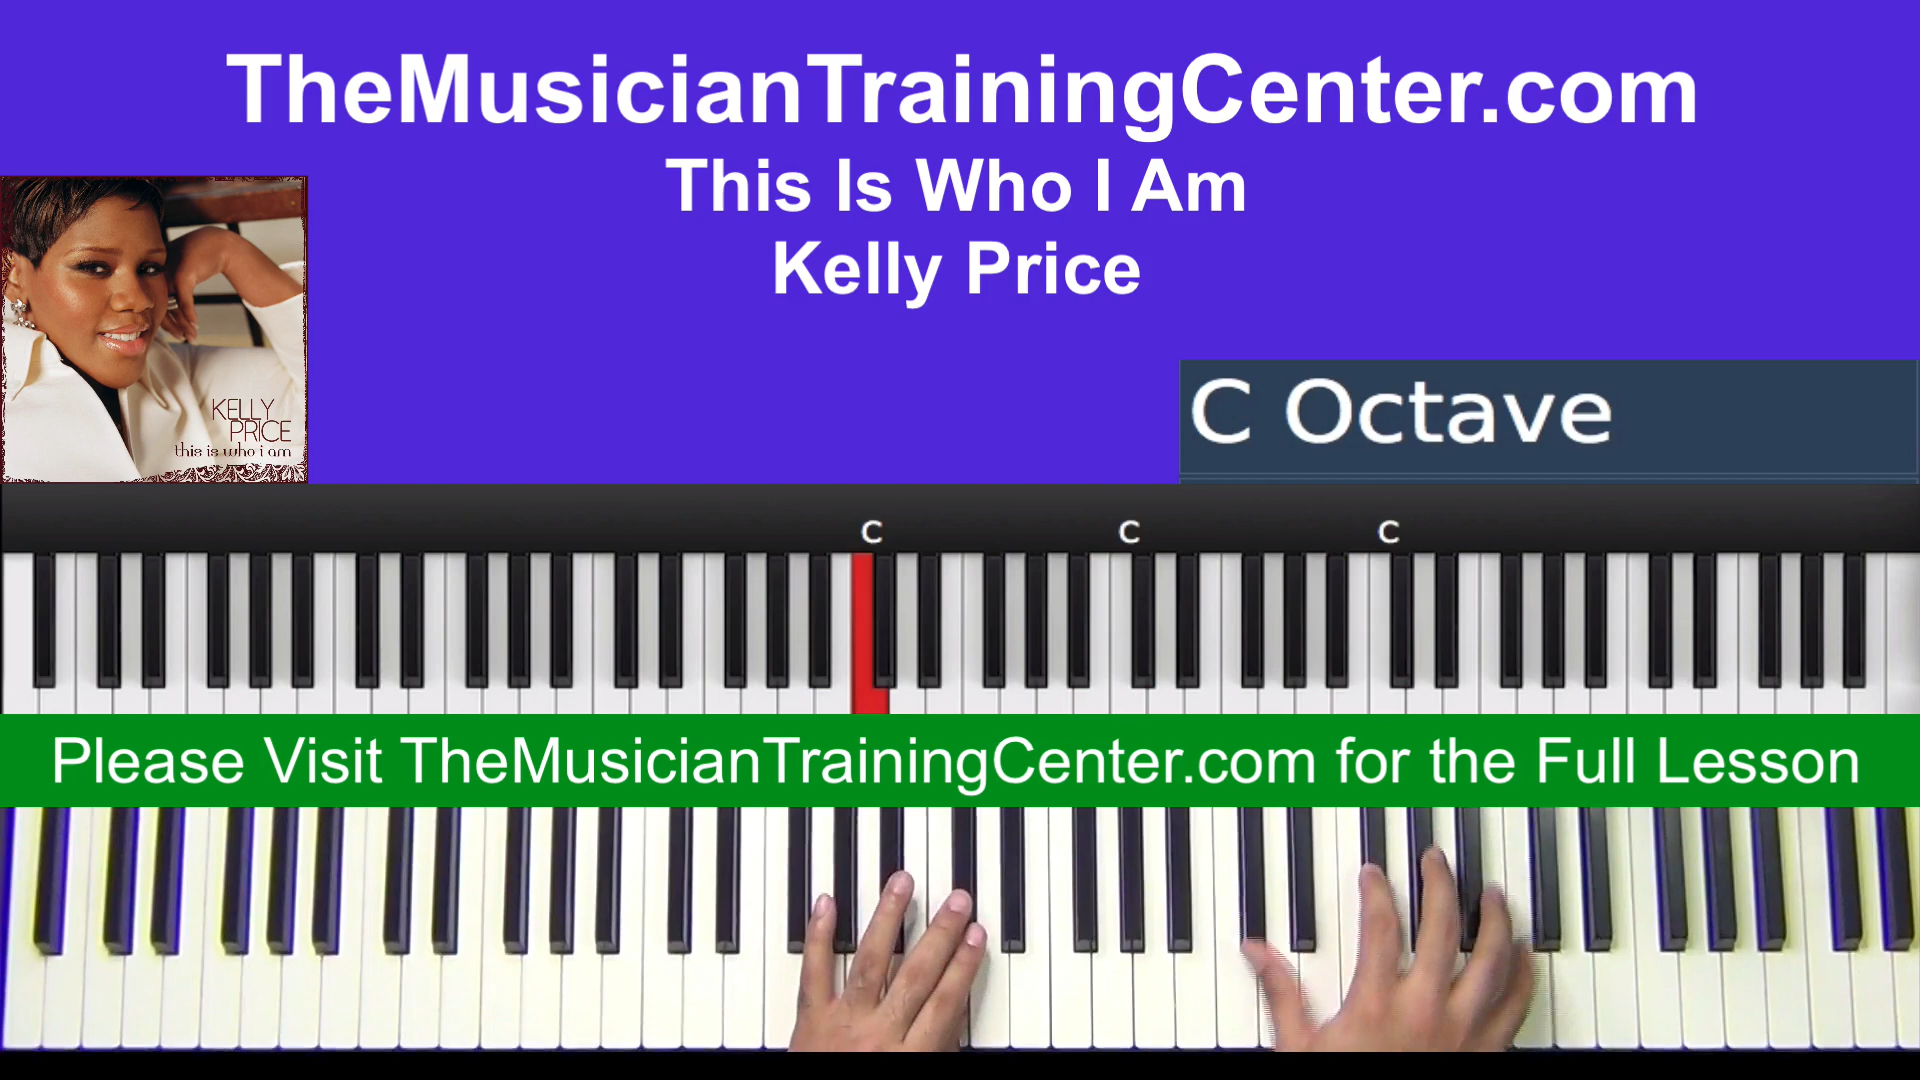 TheMusicianTrainingCenter.com
This Is Who I Am
Kelly Price
KELLY
PRICE
this is who i am
C Octave
C C C
Please Visit TheMusicianTrainingCenter.com for the Full Lesson